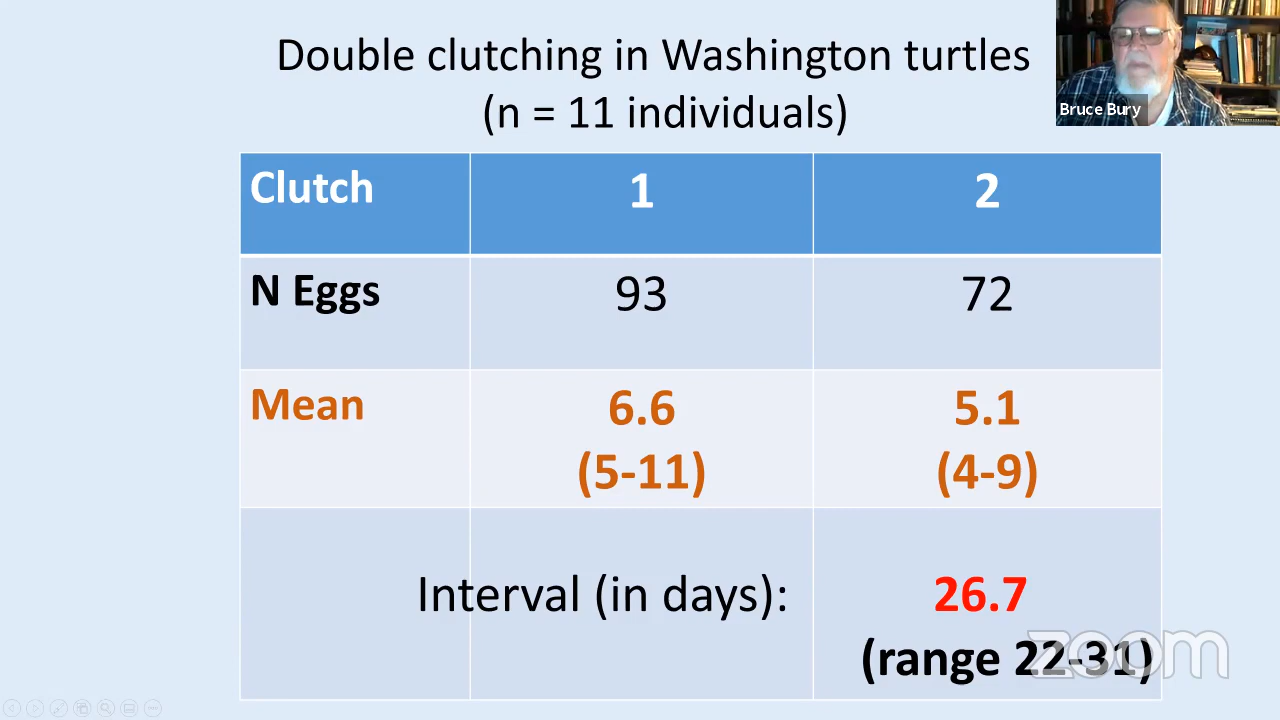 Double clutching in Washington turtles
(n = 11 individuals)
Bruce Bury
Clutch 1 2
N Eggs 93 72
Mean 6.6 5.1
(5-11) (4-9)
Interval (in days): 26.7
(range 22-31)
zoom